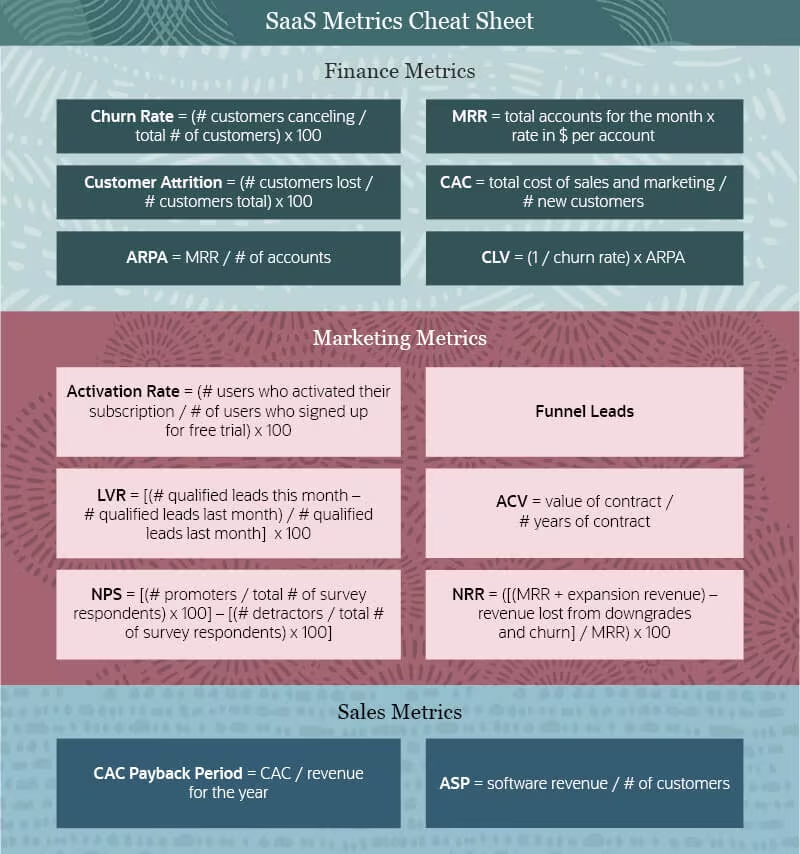 SaaS Metrics Cheat Sheet
Finance Metrics
Churn Rate = (# customers canceling /
total # of customers) x 100
MRR = total accounts for the month x
rate in $ per account
Customer Attrition = (# customers lost /
# customers total) x 100
CAC = total cost of sales and marketing /
# new customers
ARPA = MRR / # of accounts
CLV = (1 / churn rate) x ARPA
Marketing Metrics
Activation Rate = (# users who activated their
subscription / # of users who signed up
for free trial) x 100
Funnel Leads
LVR = [(# qualified leads this month –
# qualified leads last month) / # qualified
leads last month] x 100
ACV = value of contract /
# years of contract
NPS = [(# promoters / total # of survey
respondents) x 100] – [(# detractors / total #
of survey respondents) x 100]
NRR = ([(MRR + expansion revenue) –
revenue lost from downgrades
and churn] / MRR) x 100
Sales Metrics
CAC Payback Period = CAC / revenue
for the year
ASP = software revenue / # of customers